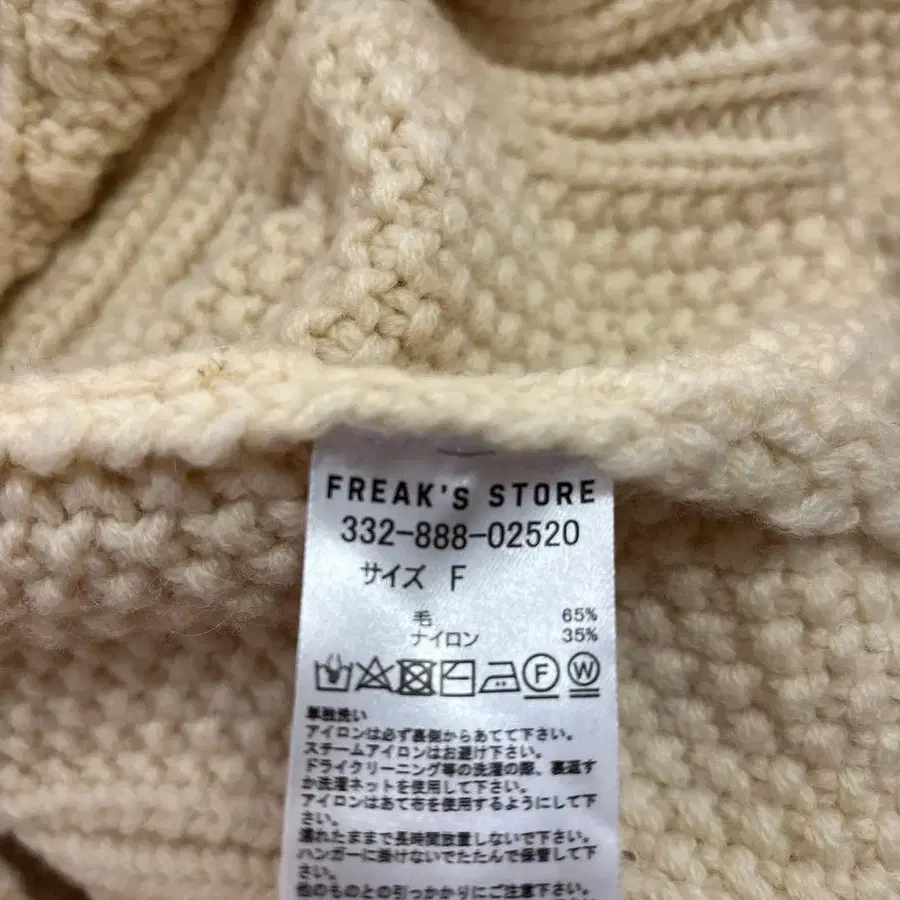 FREAK'S STORE
332-888-02520
サイズ F
毛 65%
ナイロン 35%
F W
単独洗い
アイロンは必ず裏側からあてて下さい。
スチームアイロンはお避け下さい。
ドライクリーニング等の洗濯の際、裏返す
か洗濯ネットを使用して下さい。
アイロンはあて布を使用するようにして下
さい。
濡れたままで長時間放置しないで下さい。
ハンガーに掛けないでたたんで保管して下
さい。
他のものとの引っかかりにご注意下さい。